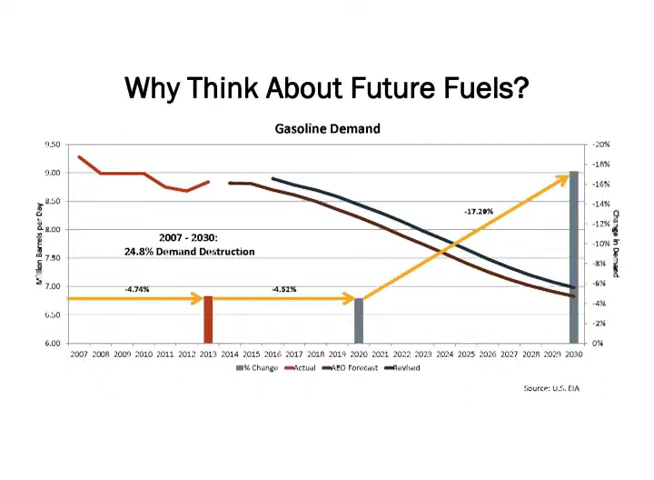 Why Think About Future Fuels?
Gasoline Demand
9.50
9.00
8.50
8.00
7.50
7.00
6.50
6.00
Million Barrels per Day
-20%
-18%
-16%
-14%
-12%
-10%
-8%
-6%
-4%
-2%
0%
Change in Demand
2007 - 2030:
24.8% Demand Destruction
-4.74%
-4.52%
-17.29%
2007 2008 2009 2010 2011 2012 2013 2014 2015 2016 2017 2018 2019 2020 2021 2022 2023 2024 2025 2026 2027 2028 2029 2030
% Change Actual AEO Forecast Revised
Source: U.S. EIA